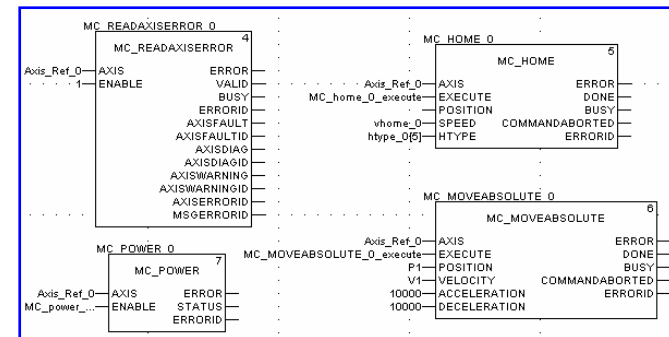 MC_READAXISERROR_0
4
MC_READAXISERROR
Axis_Ref_0 AXIS ERROR
1 ENABLE VALID
BUSY
ERRORID
AXISFAULT
AXISFAULTID
AXISDIAG
AXISDIAGID
AXISWARNING
AXISWARNINGID
AXISERRORID
MSGERRORID
MC_POWER_0
7
MC_POWER
Axis_Ref_0 AXIS ERROR
MC_power_... ENABLE STATUS
ERRORID
MC_HOME_0
5
MC_HOME
Axis_Ref_0 AXIS ERROR
MC_home_0_execute EXECUTE DONE
POSITION BUSY
vhome_0 SPEED COMMANDABORTED
htype_0[5] HTYPE ERRORID
MC_MOVEABSOLUTE_0
6
MC_MOVEABSOLUTE
Axis_Ref_0 AXIS ERROR
MC_MOVEABSOLUTE_0_execute EXECUTE DONE
P1 POSITION BUSY
V1 VELOCITY COMMANDABORTED
10000 ACCELERATION ERRORID
10000 DECELERATION